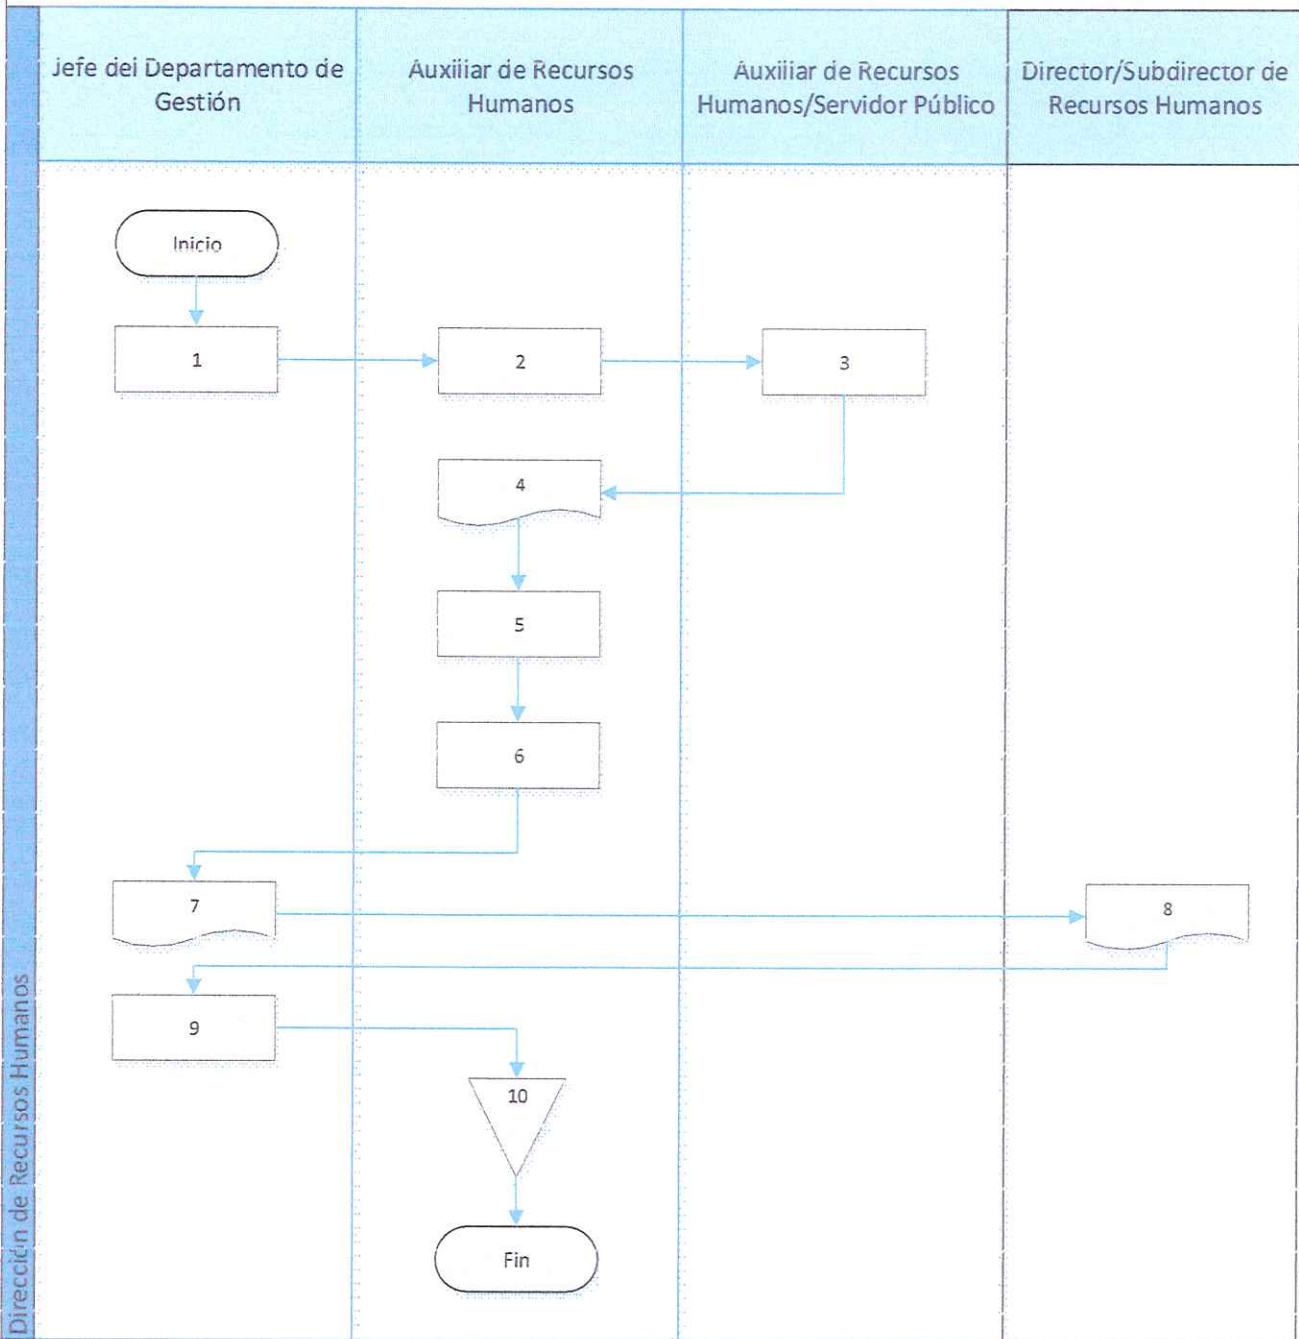 Jefe del Departamento de
Gestión
Auxiliar de Recursos
Humanos
Auxiliar de Recursos
Humanos/Servidor Público
Director/Subdirector de
Recursos Humanos
Inicio
1
2
3
4
5
6
7
8
9
10
Fin
Dirección de Recursos Humanos